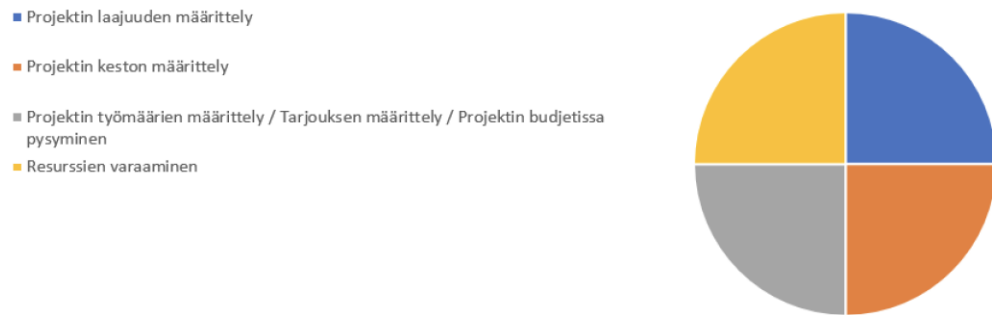 Projektin laajuuden määrittely
Projektin keston määrittely
Projektin työmäärien määrittely / Tarjouksen määrittely / Projektin budjetissa
pysyminen
Resurssien varaaminen